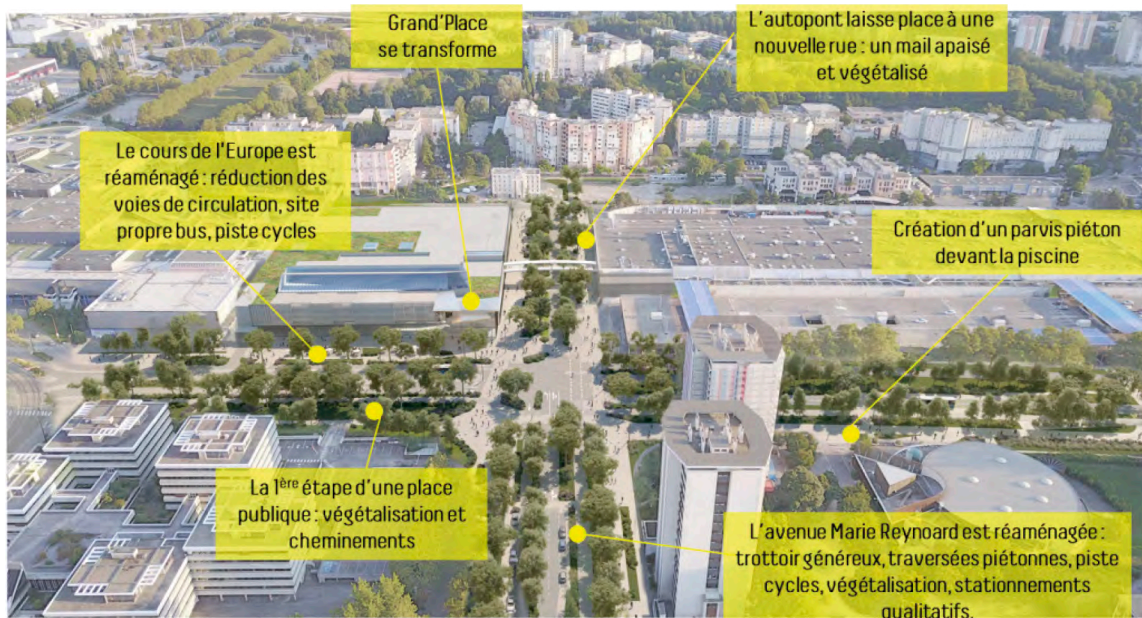 Grand'Place
se transforme
L'autopont laisse place à une
nouvelle rue : un mail apaisé
et végétalisé
Le cours de l'Europe est
réaménagé : réduction des
voies de circulation, site
propre bus, piste cycles
Création d'un parvis piéton
devant la piscine
La 1ère étape d'une place
publique : végétalisation et
cheminements
L'avenue Marie Reynoard est réaménagée :
trottoir généreux, traversées piétonnes, piste
cycles, végétalisation, stationnements
qualitatifs.